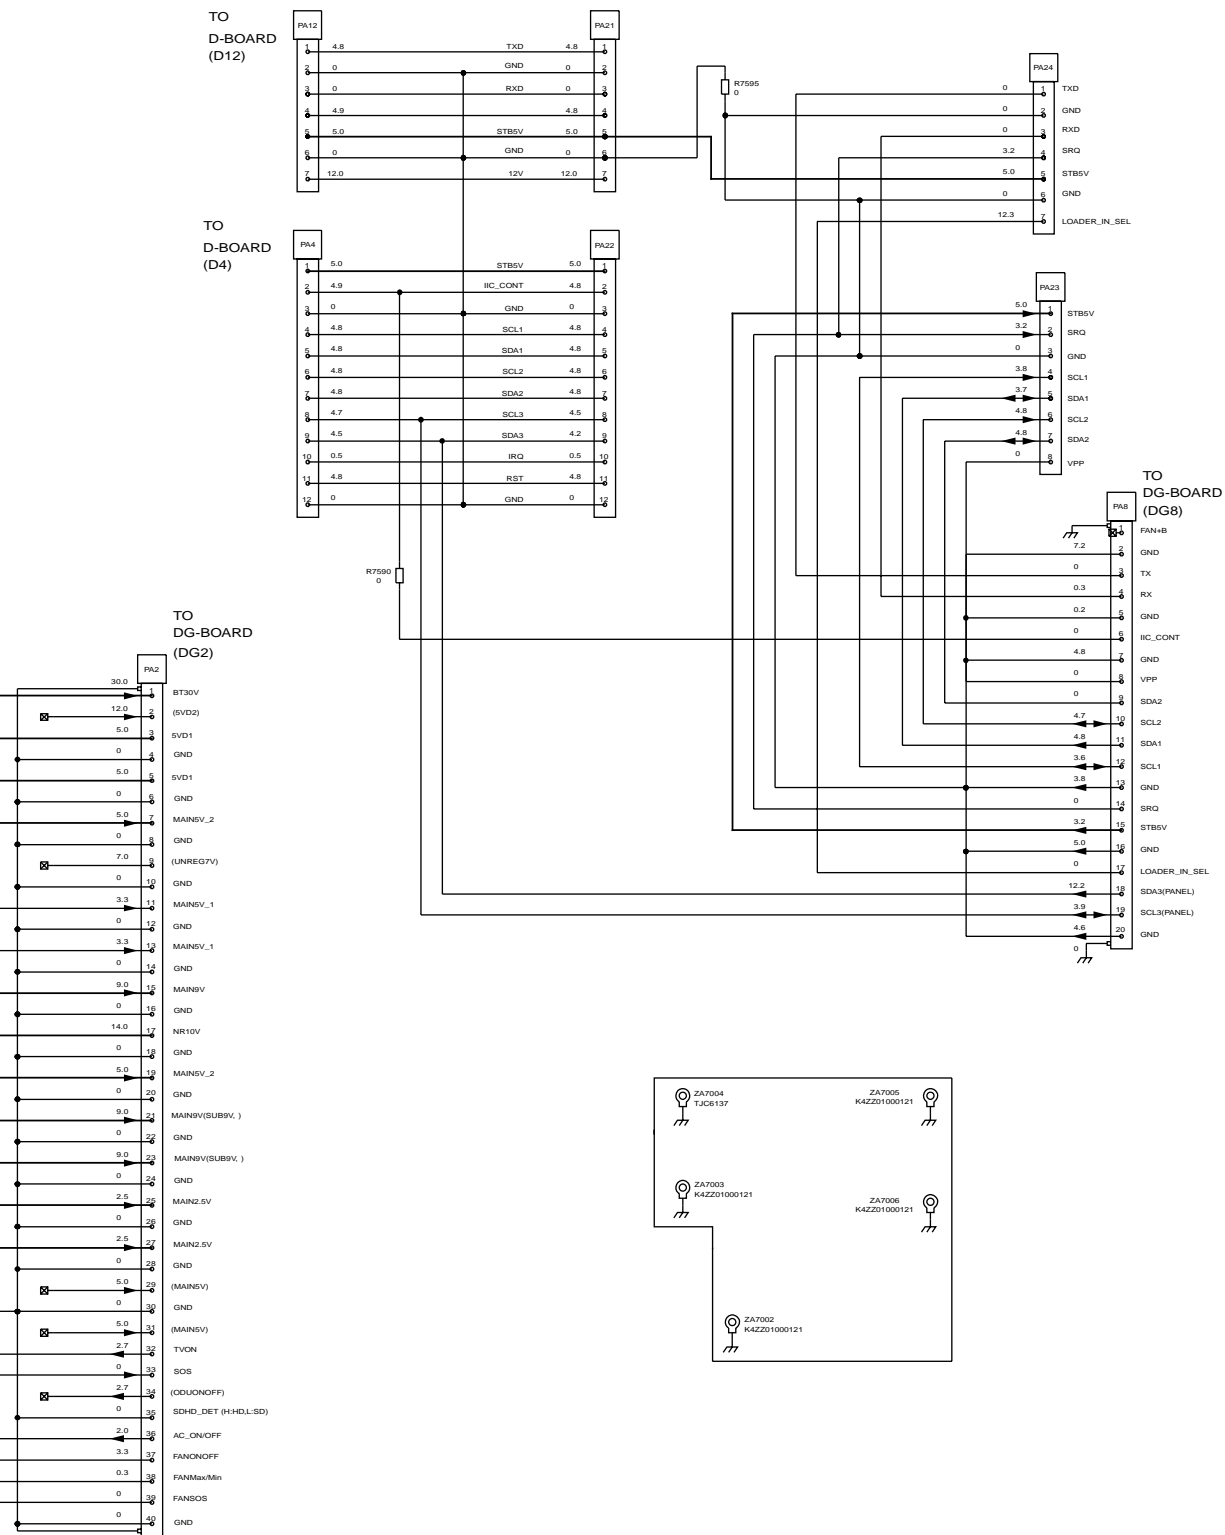 TO
D-BOARD
(D12)
PA12
PA21
1 4.8 TXD 4.8 1
2 0 GND 0 2
3 0 RXD 0 3
4 4.9 4.8 4
5 5.0 STB5V 5.0 5
6 0 GND 0 6
7 12.0 12V 12.0 7
R7595
0
PA24
0 1 TXD
0 2 GND
0 3 RXD
3.2 4 SRQ
5.0 5 STB5V
0 6 GND
12.3 7 LOADER_IN_SEL
TO
D-BOARD
(D4)
PA4
PA22
1 5.0 STB5V 5.0 1
2 4.9 IIC_CONT 4.8 2
3 0 GND 0 3
4 4.8 SCL1 4.8 4
5 4.8 SDA1 4.8 5
6 4.8 SCL2 4.8 6
7 4.8 SDA2 4.8 7
8 4.7 SCL3 4.5 8
9 4.5 SDA3 4.2 9
10 0.5 IRQ 0.5 10
11 4.8 RST 4.8 11
12 0 GND 0 12
PA23
5.0 1 STB5V
3.2 2 SRQ
0 3 GND
3.8 4 SCL1
3.7 5 SDA1
4.8 6 SCL2
4.8 7 SDA2
0 8 VPP
R7590
0
TO
DG-BOARD
(DG8)
PA8
1 FAN+B
7.2 2 GND
0 3 TX
0.3 4 RX
0.2 5 GND
0 6 IIC_CONT
4.8 7 GND
0 8 VPP
0 9 SDA2
4.7 10 SCL2
4.8 11 SDA1
3.6 12 SCL1
3.8 13 GND
0 14 SRQ
3.2 15 STB5V
5.0 16 GND
0 17 LOADER_IN_SEL
12.2 18 SDA3(PANEL)
3.9 19 SCL3(PANEL)
4.6 20 GND
0
TO
DG-BOARD
(DG2)
PA2
30.0 1 BT30V
12.0 2 (5VD2)
5.0 3 5VD1
0 4 GND
5.0 5 5VD1
0 6 GND
5.0 7 MAIN5V_2
0 8 GND
7.0 9 (UNREG7V)
0 10 GND
3.3 11 MAIN5V_1
0 12 GND
3.3 13 MAIN5V_1
0 14 GND
9.0 15 MAIN9V
0 16 GND
14.0 17 NR10V
0 18 GND
5.0 19 MAIN5V_2
0 20 GND
9.0 21 MAIN9V(SUB9V, )
0 22 GND
9.0 23 MAIN9V(SUB9V, )
0 24 GND
2.5 25 MAIN2.5V
0 26 GND
2.5 27 MAIN2.5V
0 28 GND
5.0 29 (MAIN5V)
0 30 GND
5.0 31 (MAIN5V)
2.7 32 TVON
0 33 SOS
2.7 34 (ODUONOFF)
0 35 SDHD_DET (H:HD,L:SD)
2.0 36 AC_ON/OFF
3.3 37 FANONOFF
0.3 38 FANMax/Min
0 39 FANSOS
0 40 GND
ZA7004
TJC6137
ZA7005
K4ZZ01000121
ZA7003
K4ZZ01000121
ZA7006
K4ZZ01000121
ZA7002
K4ZZ01000121